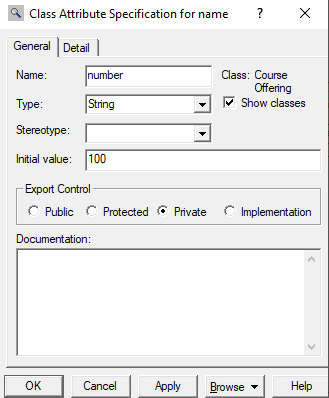 Class Attribute Specification for name ? ×
General Detail
Name: number Class: Course
Offering
Type: String Show classes
Stereotype:
Initial value: 100
Export Control
Public Protected Private Implementation
Documentation:
OK Cancel Apply Browse Help